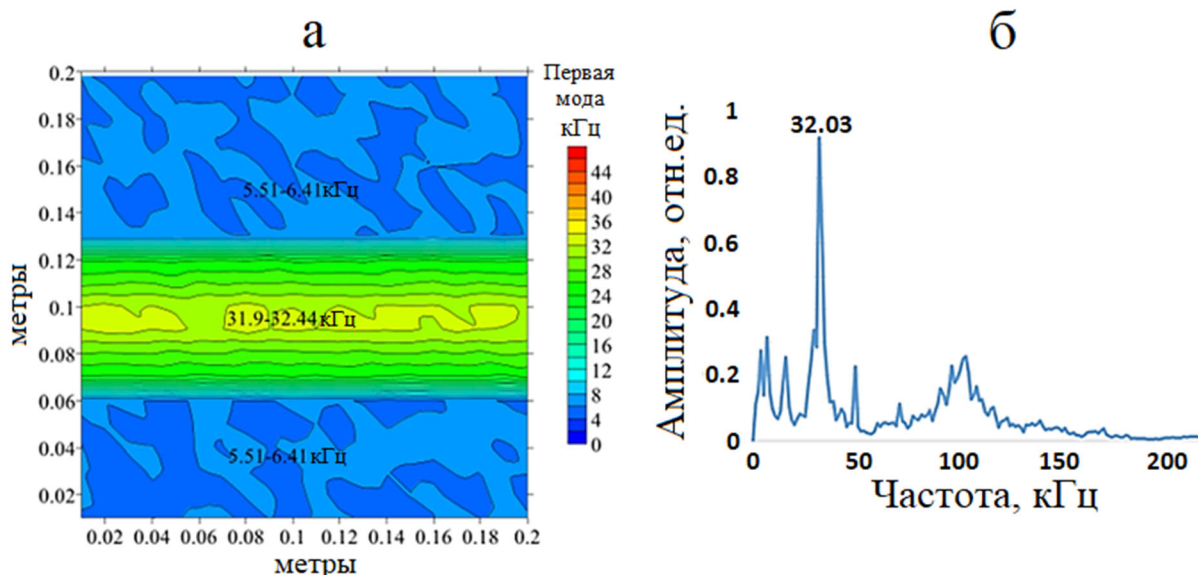 а
б
0.2
0.18
0.16
0.14
0.12
0.1
0.08
0.06
0.04
0.02
метры
5.51-6.41кГц
31.9-32.44кГц
5.51-6.41кГц
0.02 0.04 0.06 0.08 0.1 0.12 0.14 0.16 0.18 0.2
метры
Первая
мода
кГц
44
40
36
32
28
24
20
16
12
8
4
0
Амплитуда, отн.ед.
1
0.8
0.6
0.4
0.2
0
32.03
0 50 100 150 200
Частота, кГц